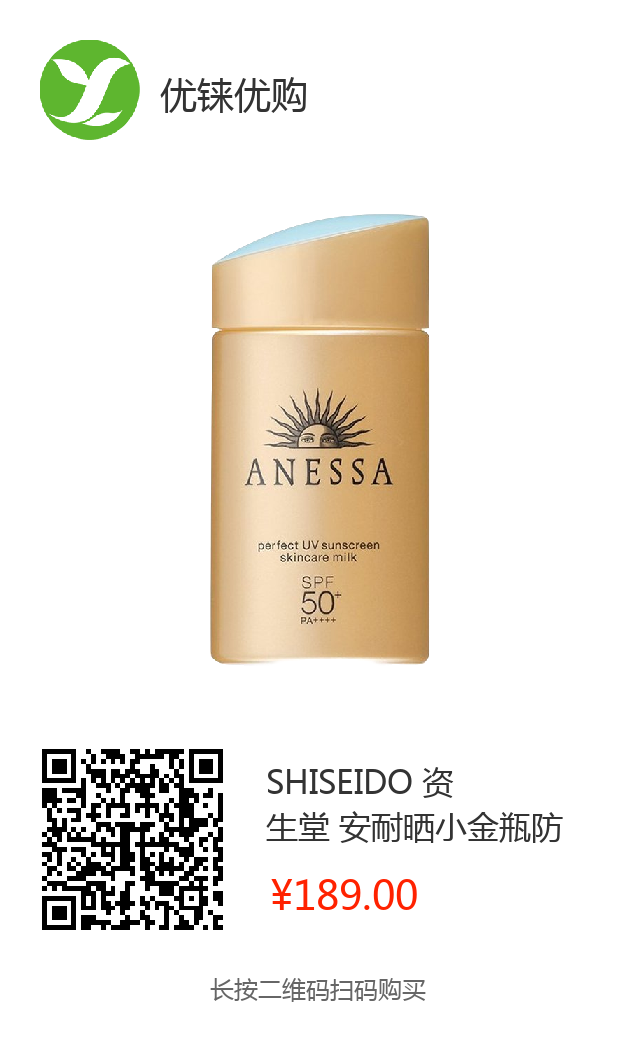 优铼优购
ANESSA
perfect UV sunscreen
skincare milk
SPF
50+
PA++++
SHISEIDO 资
生堂 安耐晒小金瓶防
¥189.00
长按二维码扫码购买